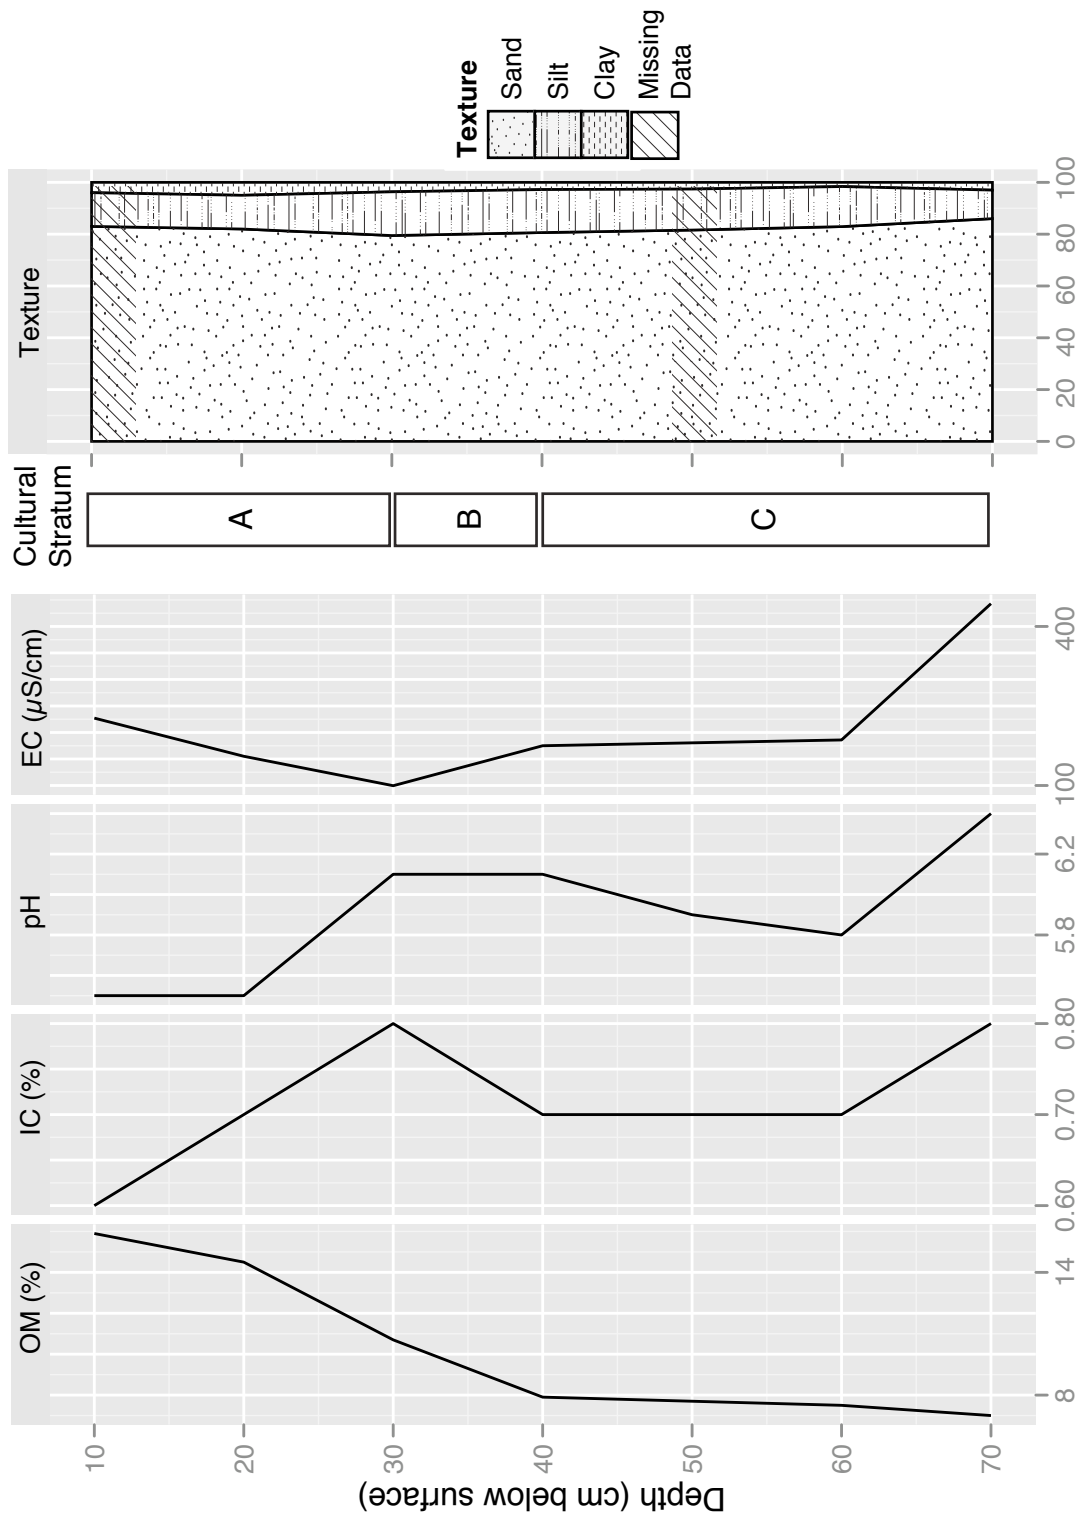 OM (%)
IC (%)
pH
EC (µS/cm)
Cultural
Stratum
Texture
Depth (cm below surface)
10
20
30
40
50
60
70
A
B
C
8
14
0.60
0.70
0.80
5.8
6.2
100
400
0
20
40
60
80
100
Texture
Sand
Silt
Clay
Missing
Data